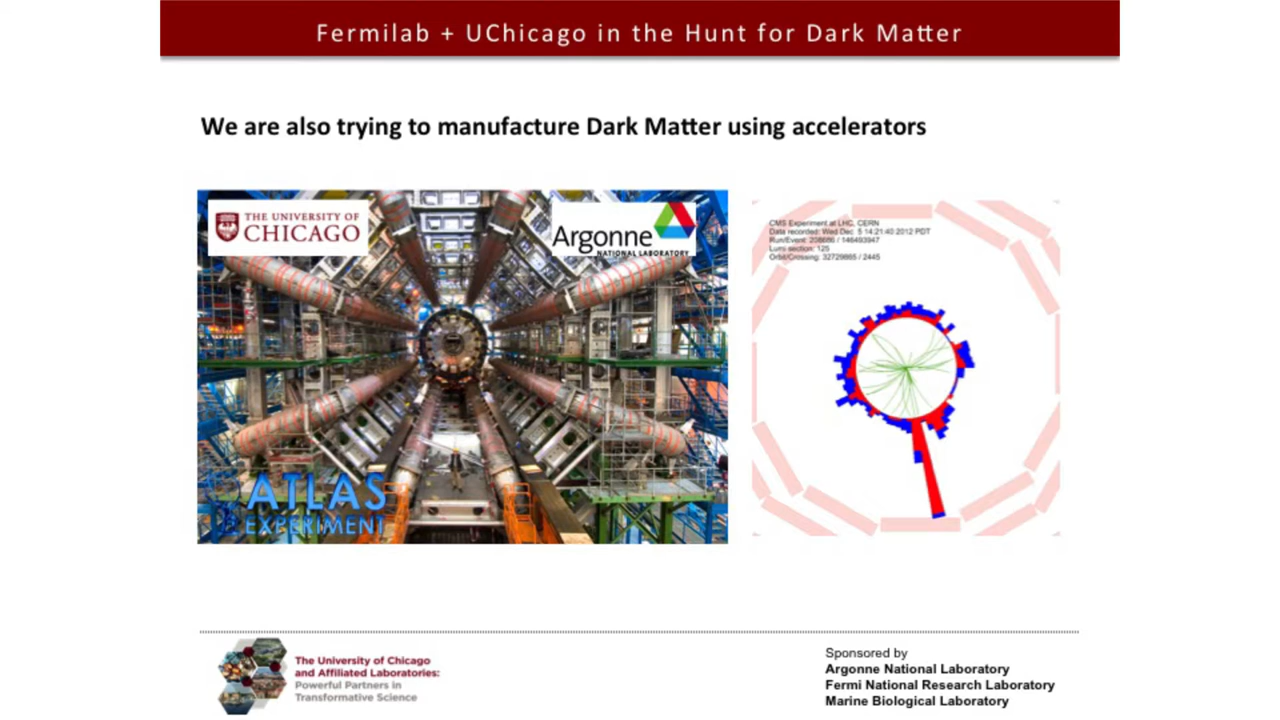 Fermilab + UChicago in the Hunt for Dark Matter
We are also trying to manufacture Dark Matter using accelerators
THE UNIVERSITY OF
CHICAGO
Argonne
NATIONAL LABORATORY
ATLAS
EXPERIMENT
CMS Experiment at LHC, CERN
Data recorded: Wed Dec 5 14:21:40 2012 PDT
Run/Event: 208686 / 146493947
Lumi section: 125
Orbit/Crossing: 32729865 / 2445
The University of Chicago
and Affiliated Laboratories:
Powerful Partners in
Transformative Science
Sponsored by
Argonne National Laboratory
Fermi National Research Laboratory
Marine Biological Laboratory